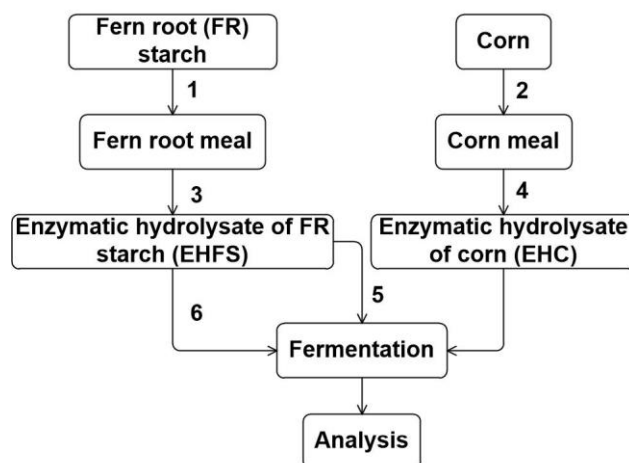 Fern root (FR)
starch
Corn
1
2
Fern root meal
Corn meal
3
4
Enzymatic hydrolysate of FR
starch (EHFS)
Enzymatic hydrolysate
of corn (EHC)
6
5
Fermentation
Analysis